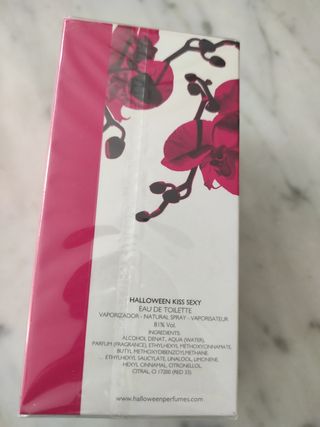 HALLOWEEN KISS SEXY
EAU DE TOILETTE
VAPORIZADOR - NATURAL SPRAY - VAPORISATEUR
81% Vol.
INGREDIENTS:
ALCOHOL DENAT., AQUA (WATER),
PARFUM (FRAGRANCE), ETHYLHEXYL METHOXYCINNAMATE,
BUTYL METHOXYDIBENZOYLMETHANE,
ETHYLHEXYL SALICYLATE, LINALOOL, LIMONENE,
HEXYL CINNAMAL, CITRONELLOL,
CITRAL, CI 17200 (RED 33)
www.halloweenperfumes.com